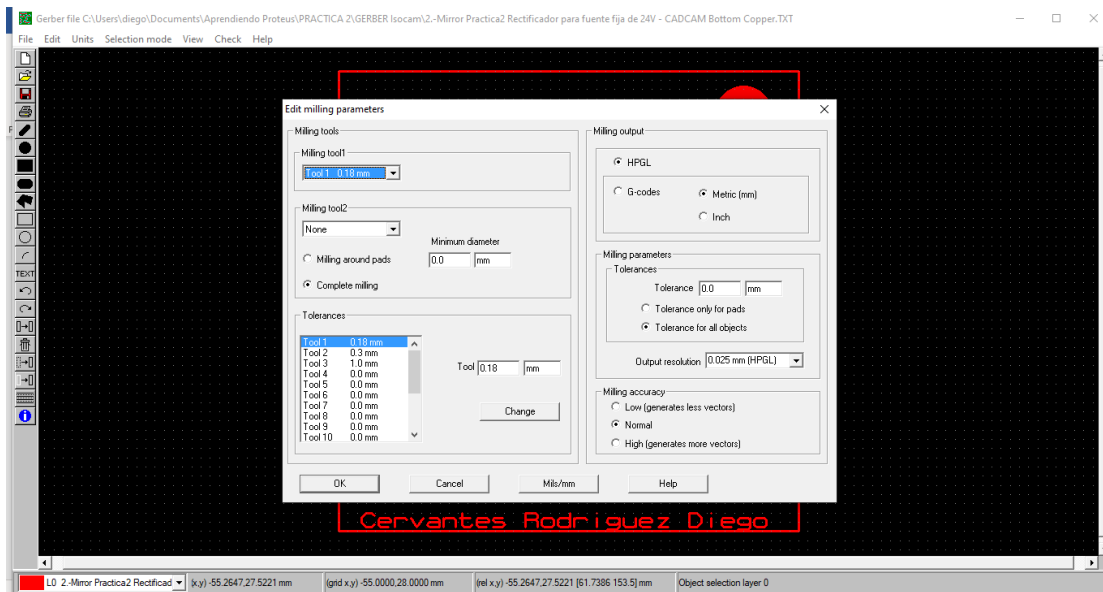 Gerber file C:\Users\diego\Documents\Aprendiendo Proteus\PRACTICA 2\GERBER Isocam\2.-Mirror Practica2 Rectificador para fuente fija de 24V - CADCAM Bottom Copper.TXT
File Edit Units Selection mode View Check Help
Edit milling parameters
Milling tools
Milling tool1
Tool 1 0.18 mm
Milling tool2
None
Minimum diameter
Milling around pads
0.0 mm
Complete milling
Tolerances
Tool 1 0.18 mm
Tool 2 0.3 mm
Tool 3 1.0 mm
Tool 4 0.0 mm
Tool 5 0.0 mm
Tool 6 0.0 mm
Tool 7 0.0 mm
Tool 8 0.0 mm
Tool 9 0.0 mm
Tool 10 0.0 mm
Tool 0.18 mm
Change
Milling output
HPGL
G-codes
Metric (mm)
Inch
Milling parameters
Tolerances
Tolerance 0.0 mm
Tolerance only for pads
Tolerance for all objects
Output resolution 0.025 mm (HPGL)
Milling accuracy
Low (generates less vectors)
Normal
High (generates more vectors)
OK Cancel Mils/mm Help
TEXT
Cervantes Rodriguez Diego
L0 2.-Mirror Practica2 Rectificad (x,y) -55.2647,27.5221 mm (grid x,y) -55.0000,28.0000 mm (rel x,y) -55.2647,27.5221 [61.7386 153.5] mm Object selection layer 0